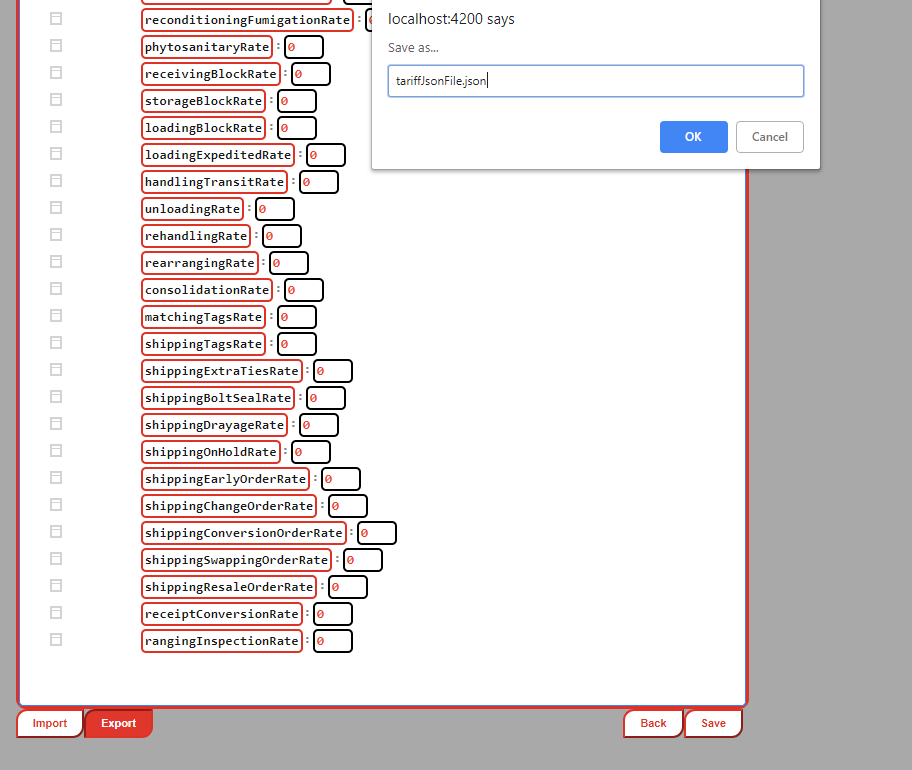 reconditioningFumigationRate :
localhost:4200 says
Save as...
tariffJsonFile.json
OK Cancel
phytosanitaryRate : 0
receivingBlockRate : 0
storageBlockRate : 0
loadingBlockRate : 0
loadingExpeditedRate : 0
handlingTransitRate : 0
unloadingRate : 0
rehandlingRate : 0
rearrangingRate : 0
consolidationRate : 0
matchingTagsRate : 0
shippingTagsRate : 0
shippingExtraTiesRate : 0
shippingBoltSealRate : 0
shippingDrayageRate : 0
shippingOnHoldRate : 0
shippingEarlyOrderRate : 0
shippingChangeOrderRate : 0
shippingConversionOrderRate : 0
shippingSwappingOrderRate : 0
shippingResaleOrderRate : 0
receiptConversionRate : 0
rangingInspectionRate : 0
Import Export Back Save